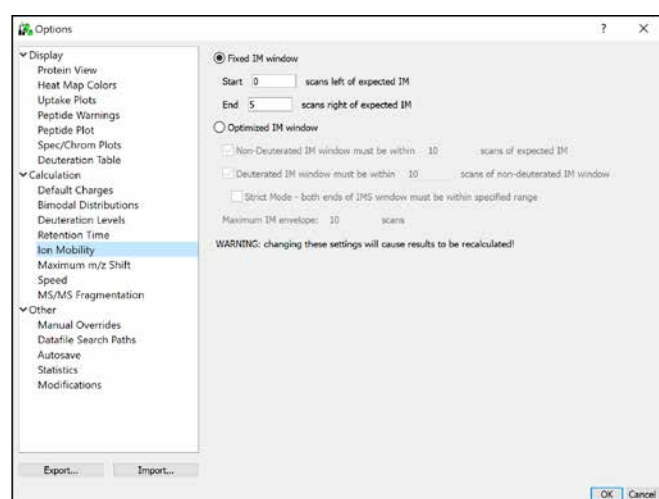 Options
? ×
Display
Protein View
Heat Map Colors
Uptake Plots
Peptide Warnings
Peptide Plot
Spec/Chrom Plots
Deuteration Table
Calculation
Default Charges
Bimodal Distributions
Deuteration Levels
Retention Time
Ion Mobility
Maximum m/z Shift
Speed
MS/MS Fragmentation
Other
Manual Overrides
Datafile Search Paths
Autosave
Statistics
Modifications
Export... Import...
Fixed IM window
Start 0 scans left of expected IM
End 5 scans right of expected IM
Optimized IM window
Non-Deuterated IM window must be within 10 scans of expected IM
Deuterated IM window must be within 10 scans of non-deuterated IM window
Strict Mode - both ends of IMS window must be within specified range
Maximum IM envelope: 10 scans
WARNING: changing these settings will cause results to be recalculated!
OK Cancel